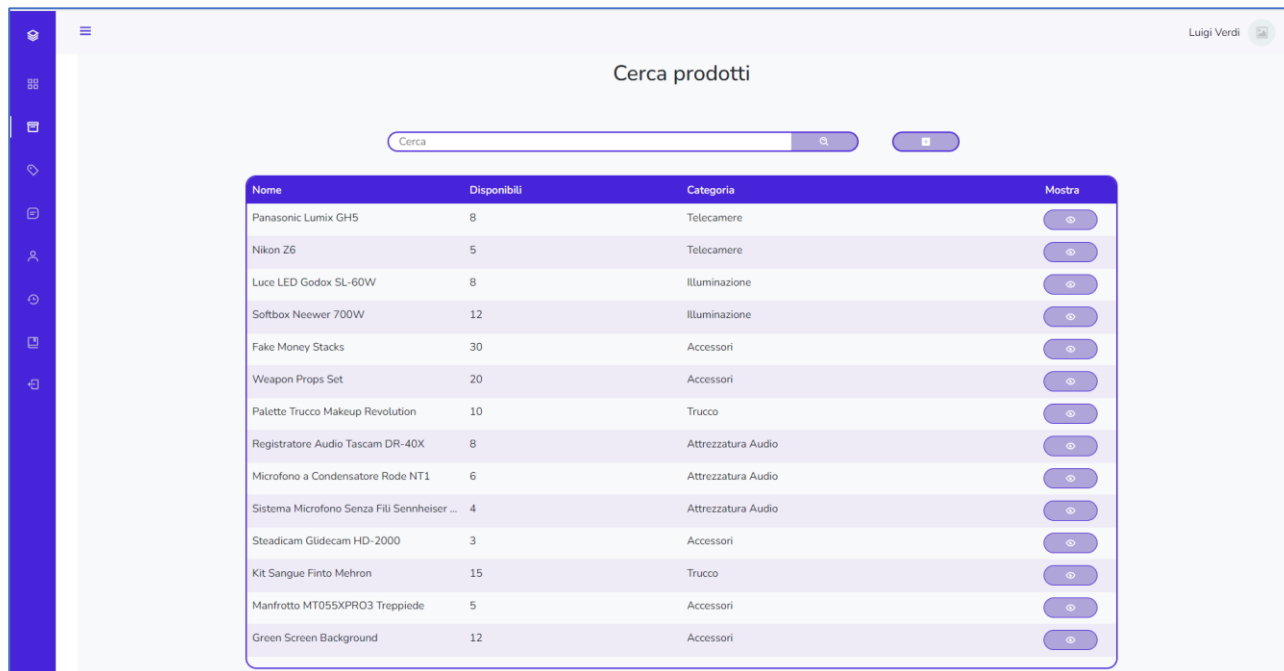 Luigi Verdi
Cerca prodotti
Cerca
Nome Disponibili Categoria Mostra
Panasonic Lumix GH5 8 Telecamere
Nikon Z6 5 Telecamere
Luce LED Godox SL-60W 8 Illuminazione
Softbox Neewer 700W 12 Illuminazione
Fake Money Stacks 30 Accessori
Weapon Props Set 20 Accessori
Palette Trucco Makeup Revolution 10 Trucco
Registratore Audio Tascam DR-40X 8 Attrezzatura Audio
Microfono a Condensatore Rode NT1 6 Attrezzatura Audio
Sistema Microfono Senza Fili Sennheiser ... 4 Attrezzatura Audio
Steadicam Glidecam HD-2000 3 Accessori
Kit Sangue Finto Mehron 15 Trucco
Manfrotto MT055XPRO3 Treppiede 5 Accessori
Green Screen Background 12 Accessori